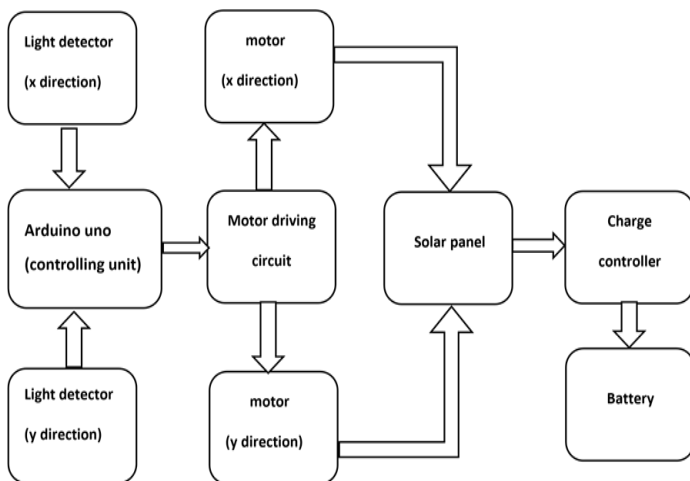 Light detector
(x direction)
motor
(x direction)
Arduino uno
(controlling unit)
Motor driving
circuit
Solar panel
Charge
controller
Light detector
(y direction)
motor
(y direction)
Battery